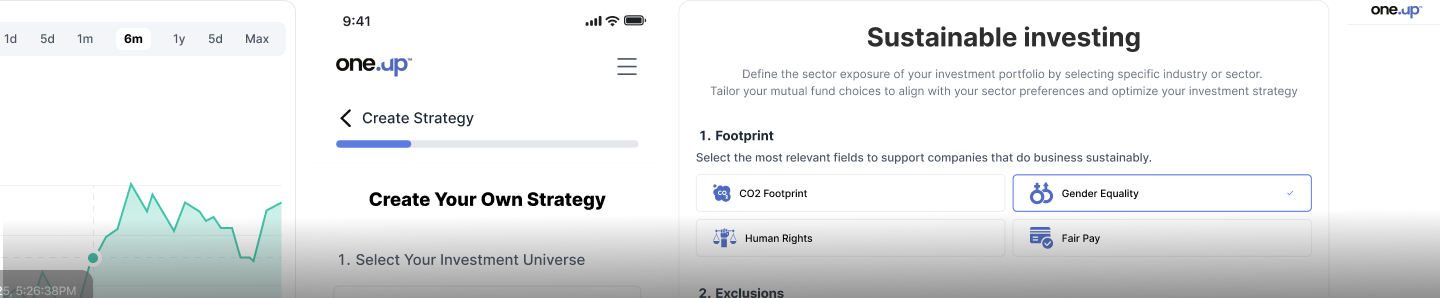 1d 5d 1m 6m 1y 5d Max
5, 5:26:38PM
9:41
one.up™
Create Strategy
Create Your Own Strategy
1. Select Your Investment Universe
Sustainable investing
Define the sector exposure of your investment portfolio by selecting specific industry or sector.
Tailor your mutual fund choices to align with your sector preferences and optimize your investment strategy
1. Footprint
Select the most relevant fields to support companies that do business sustainably.
CO2 Footprint
Gender Equality
Human Rights
Fair Pay
2. Exclusions
one.up™